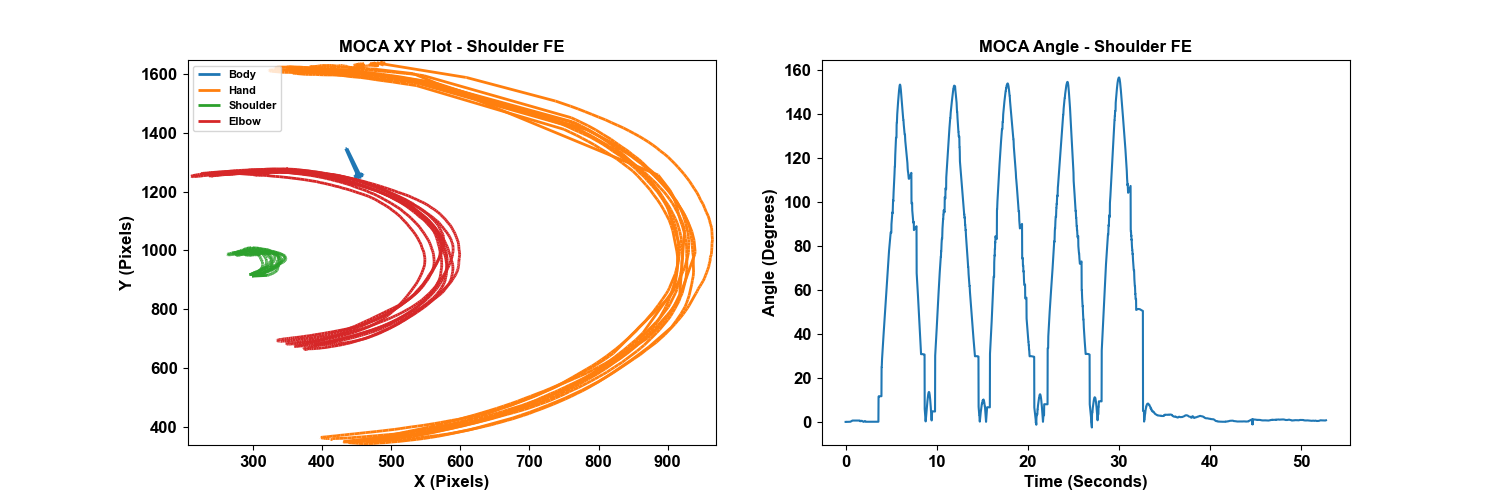 MOCA XY Plot - Shoulder FE
Body
Hand
Shoulder
Elbow
1600
1400
1200
1000
800
600
400
Y (Pixels)
300 400 500 600 700 800 900
X (Pixels)
MOCA Angle - Shoulder FE
160
140
120
100
80
60
40
20
0
Angle (Degrees)
0 10 20 30 40 50
Time (Seconds)